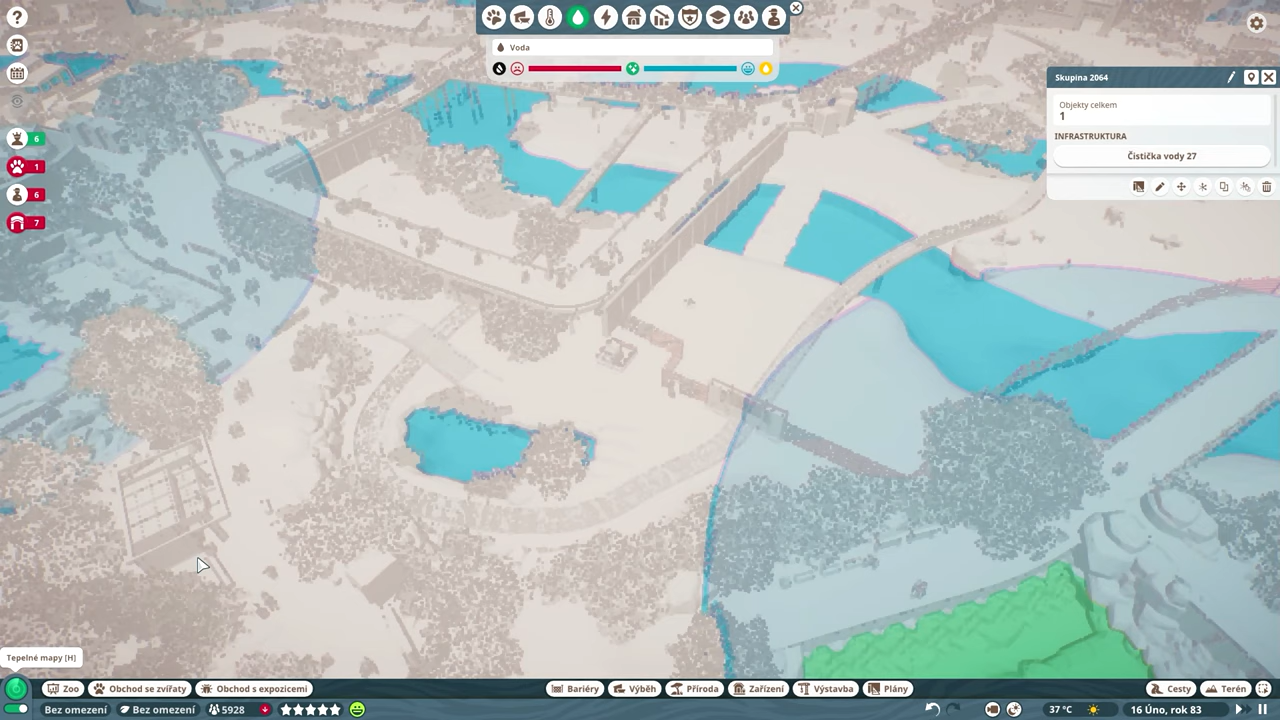 ?
Voda
Skupina 2064
Objekty celkem
1
INFRASTRUKTURA
Čistička vody 27
6
1
6
7
Tepelné mapy [H]
Zoo
Obchod se zvířaty
Obchod s expozicemi
Bariéry
Výběh
Příroda
Zařízení
Výstavba
Plány
Cesty
Terén
Bez omezení
Bez omezení
5928
37 °C
16 Úno, rok 83